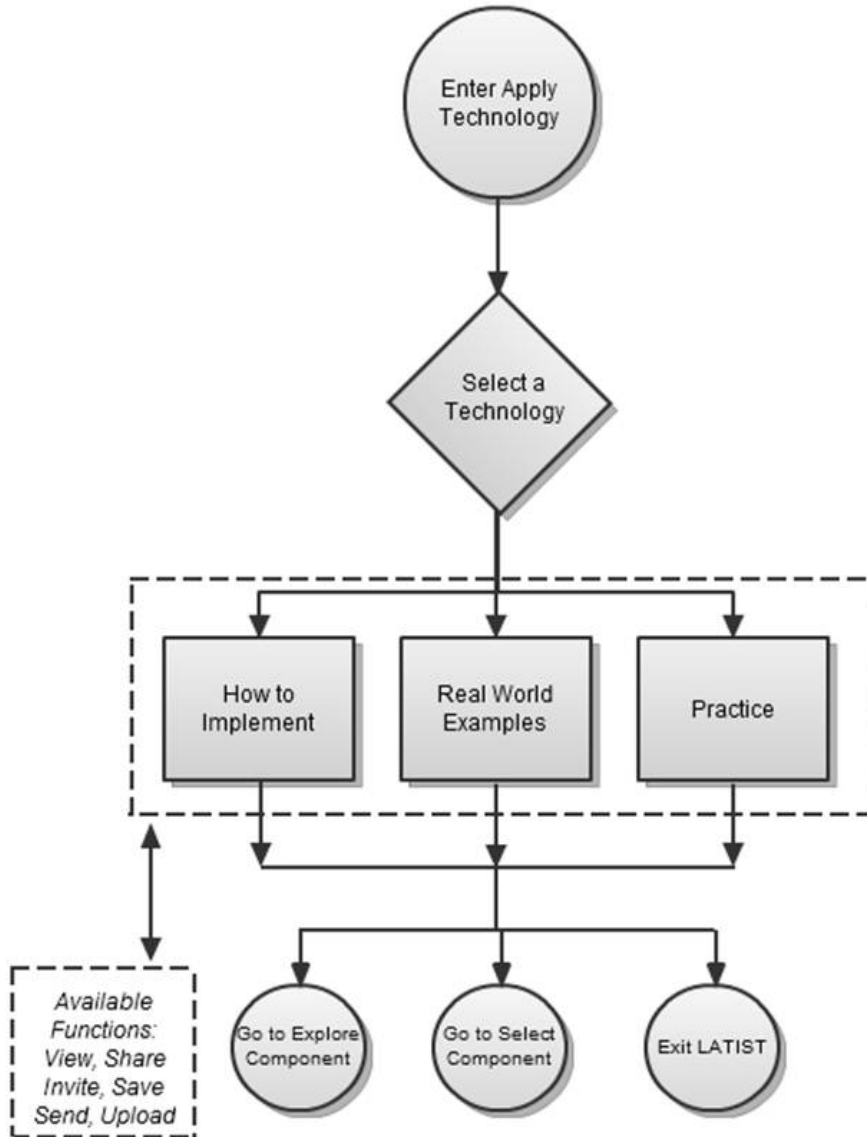 Enter Apply
Technology
Select a
Technology
How to
Implement
Real World
Examples
Practice
Available
Functions:
View, Share
Invite, Save
Send, Upload
Go to Explore
Component
Go to Select
Component
Exit LATIST